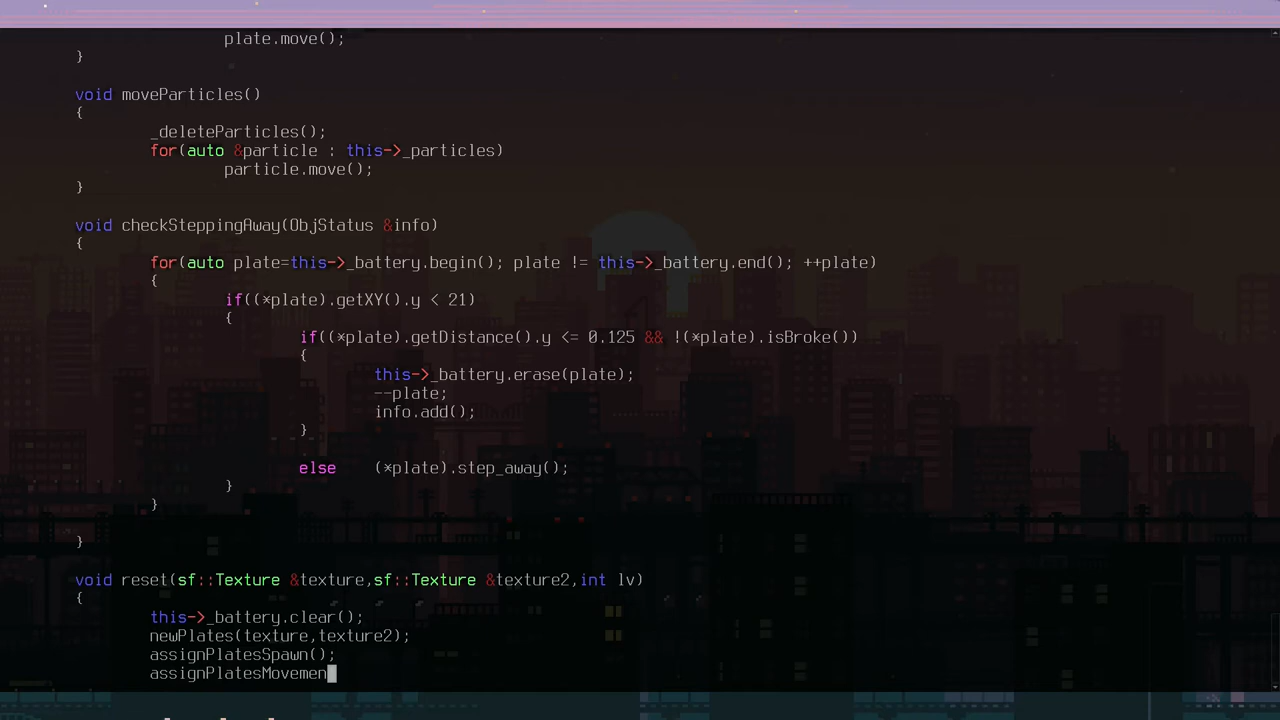 plate.move();
}
void moveParticles()
{
_deleteParticles();
for(auto &particle : this->_particles)
particle.move();
}
void checkSteppingAway(ObjStatus &info)
{
for(auto plate=this->_battery.begin(); plate != this->_battery.end(); ++plate)
{
if((*plate).getXY().y < 21)
{
if((*plate).getDistance().y <= 0.125 && !(*plate).isBroke())
{
this->_battery.erase(plate);
--plate;
info.add();
}
else (*plate).step_away();
}
}
}
void reset(sf::Texture &texture,sf::Texture &texture2,int lv)
{
this->_battery.clear();
newPlates(texture,texture2);
assignPlatesSpawn();
assignPlatesMovemen